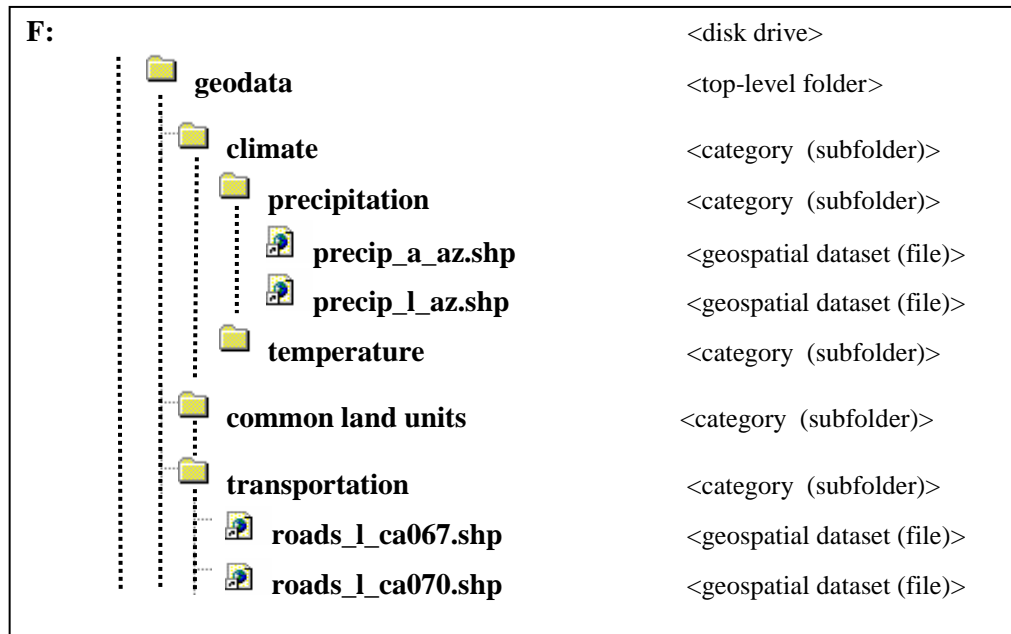 F: <disk drive>
geodata <top-level folder>
climate <category (subfolder)>
precipitation <category (subfolder)>
precip_a_az.shp <geospatial dataset (file)>
precip_l_az.shp <geospatial dataset (file)>
temperature <category (subfolder)>
common land units <category (subfolder)>
transportation <category (subfolder)>
roads_l_ca067.shp <geospatial dataset (file)>
roads_l_ca070.shp <geospatial dataset (file)>